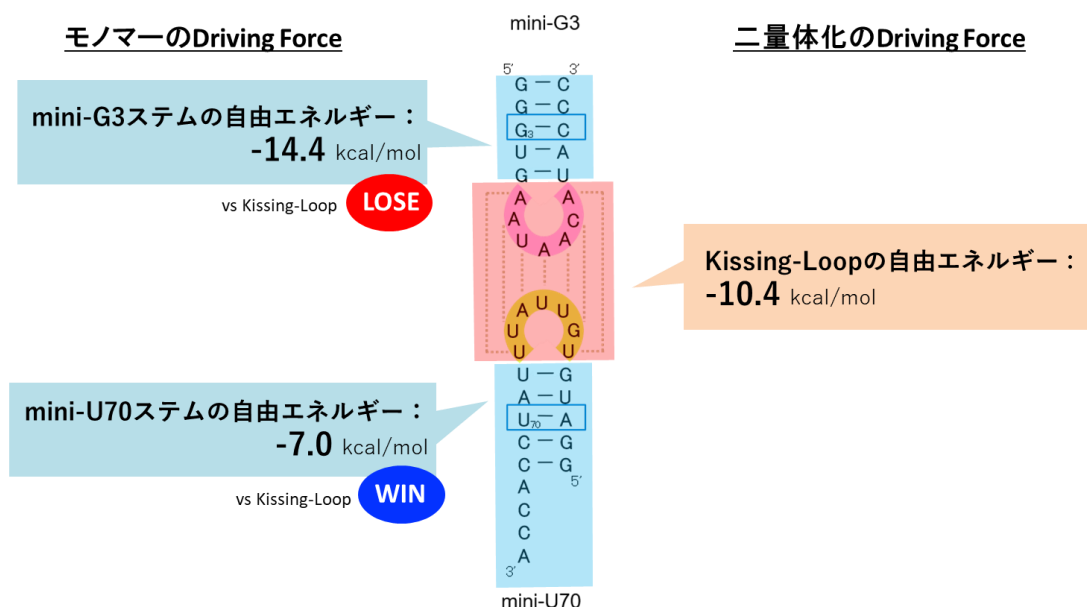 モノマーのDriving Force
mini-G3
二量体化のDriving Force
5′ 3′
G — C
G — C
mini-G3ステムの自由エネルギー：
-14.4 kcal/mol
G3 — C
U — A
G — U
vs Kissing-Loop LOSE
A A
A C
U A A
Kissing-Loopの自由エネルギー：
-10.4 kcal/mol
A U U
U G
U U
U — G
A — U
mini-U70ステムの自由エネルギー：
-7.0 kcal/mol
U70 — A
C — G
C — G
5′
vs Kissing-Loop WIN
A
C
C
A
3′
mini-U70